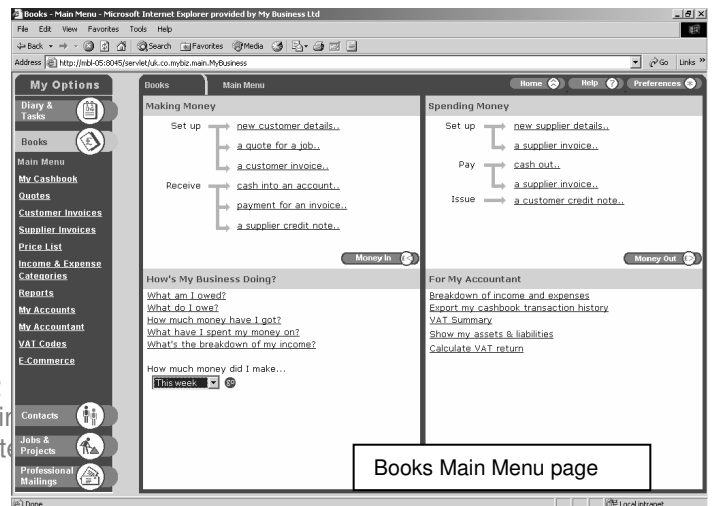 Books - Main Menu - Microsoft Internet Explorer provided by My Business Ltd
File Edit View Favorites Tools Help
Back Search Favorites Media
Address http://mbl-05:8045/servlet/uk.co.mybiz.main.MyBusiness Go Links »
My Options
Diary & Tasks
Books
Main Menu
My Cashbook
Quotes
Customer Invoices
Supplier Invoices
Price List
Income & Expense
Categories
Reports
My Accounts
My Accountant
VAT Codes
E-Commerce
Contacts
Jobs &
Projects
Professional
Mailings
Books Main Menu Home Help Preferences
Making Money
Set up new customer details..
a quote for a job..
a customer invoice..
Receive cash into an account..
payment for an invoice..
a supplier credit note..
Money In
Spending Money
Set up new supplier details..
a supplier invoice..
Pay cash out..
a supplier invoice..
Issue a customer credit note..
Money Out
How's My Business Doing?
What am I owed?
What do I owe?
How much money have I got?
What have I spent my money on?
What's the breakdown of my income?
How much money did I make...
This week go
For My Accountant
Breakdown of income and expenses
Export my cashbook transaction history
VAT Summary
Show my assets & liabilities
Calculate VAT return
Books Main Menu page
Done Local intranet